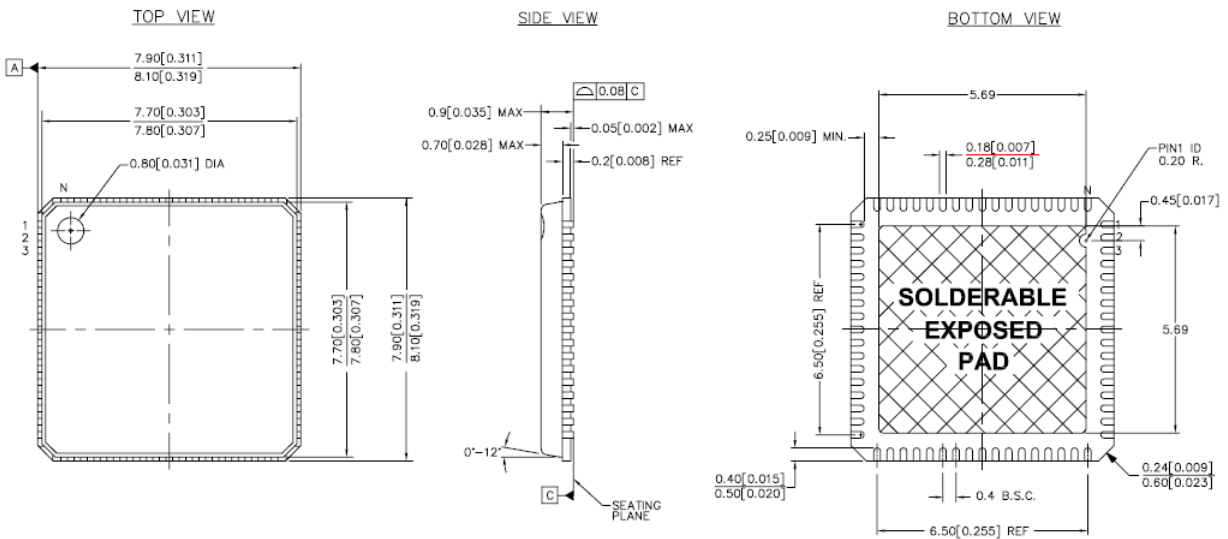 TOP VIEW
SIDE VIEW
BOTTOM VIEW
A
7.90[0.311]
8.10[0.319]
7.70[0.303]
7.80[0.307]
0.80[0.031] DIA
N
1
2
3
7.70[0.303]
7.80[0.307]
7.90[0.311]
8.10[0.319]
0.08 C
0.9[0.035] MAX
0.05[0.002] MAX
0.70[0.028] MAX
0.2[0.008] REF
0°-12°
C
SEATING
PLANE
5.69
0.25[0.009] MIN.
0.18[0.007]
0.28[0.011]
PIN1 ID
0.20 R.
N
0.45[0.017]
1
2
3
6.50[0.255] REF
SOLDERABLE
EXPOSED
PAD
5.69
0.40[0.015]
0.50[0.020]
0.4 B.S.C.
0.24[0.009]
0.60[0.023]
6.50[0.255] REF